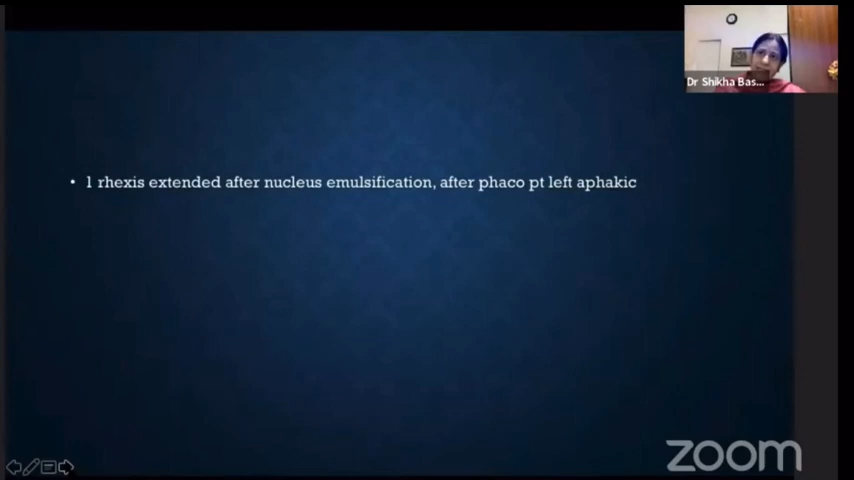 Dr Shikha Bas...
• 1 rhexis extended after nucleus emulsification, after phaco pt left aphakic
zoom